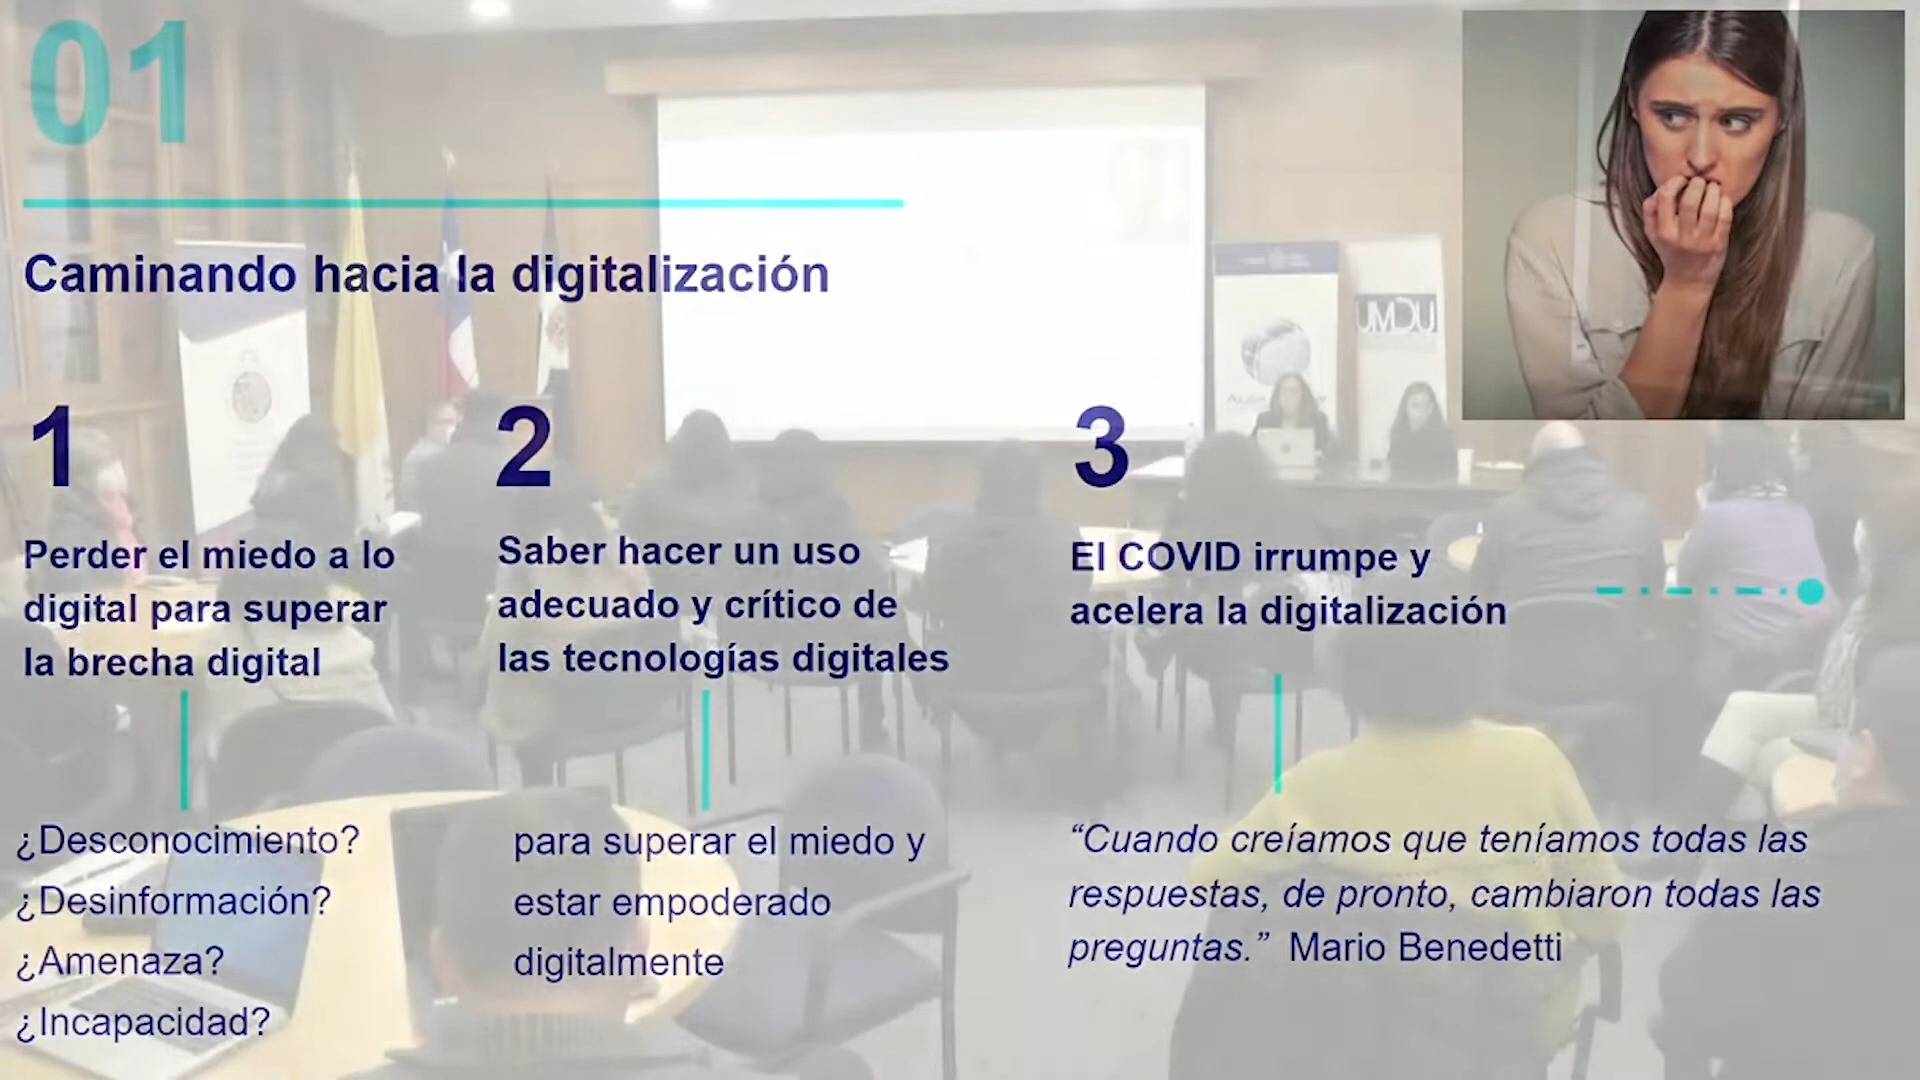 01
Caminando hacia la digitalización
1
Perder el miedo a lo
digital para superar
la brecha digital
¿Desconocimiento?
¿Desinformación?
¿Amenaza?
¿Incapacidad?
2
Saber hacer un uso
adecuado y crítico de
las tecnologías digitales
para superar el miedo y
estar empoderado
digitalmente
3
El COVID irrumpe y
acelera la digitalización
“Cuando creíamos que teníamos todas las
respuestas, de pronto, cambiaron todas las
preguntas.” Mario Benedetti
UMDU